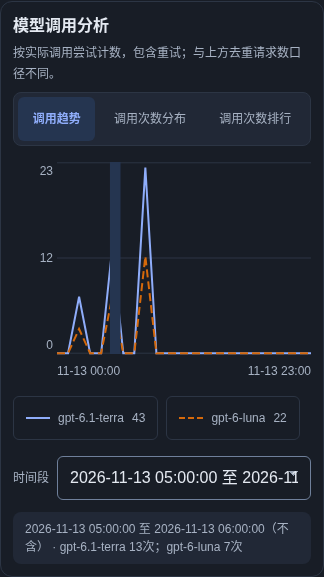 模型调用分析
按实际调用尝试计数，包含重试；与上方去重请求数口
径不同。
调用趋势 调用次数分布 调用次数排行
23
12
0
11-13 00:00 11-13 23:00
gpt-6.1-terra 43 gpt-6-luna 22
时间段 2026-11-13 05:00:00 至 2026-11
2026-11-13 05:00:00 至 2026-11-13 06:00:00（不
含） · gpt-6.1-terra 13次；gpt-6-luna 7次